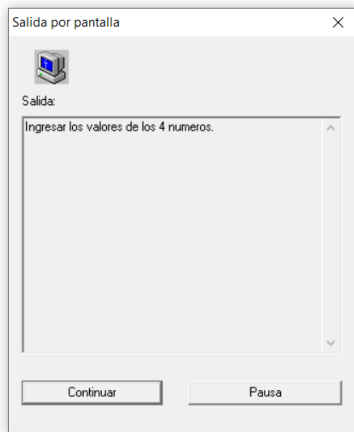 Salida por pantalla
Salida:
Ingresar los valores de los 4 numeros.
Continuar
Pausa